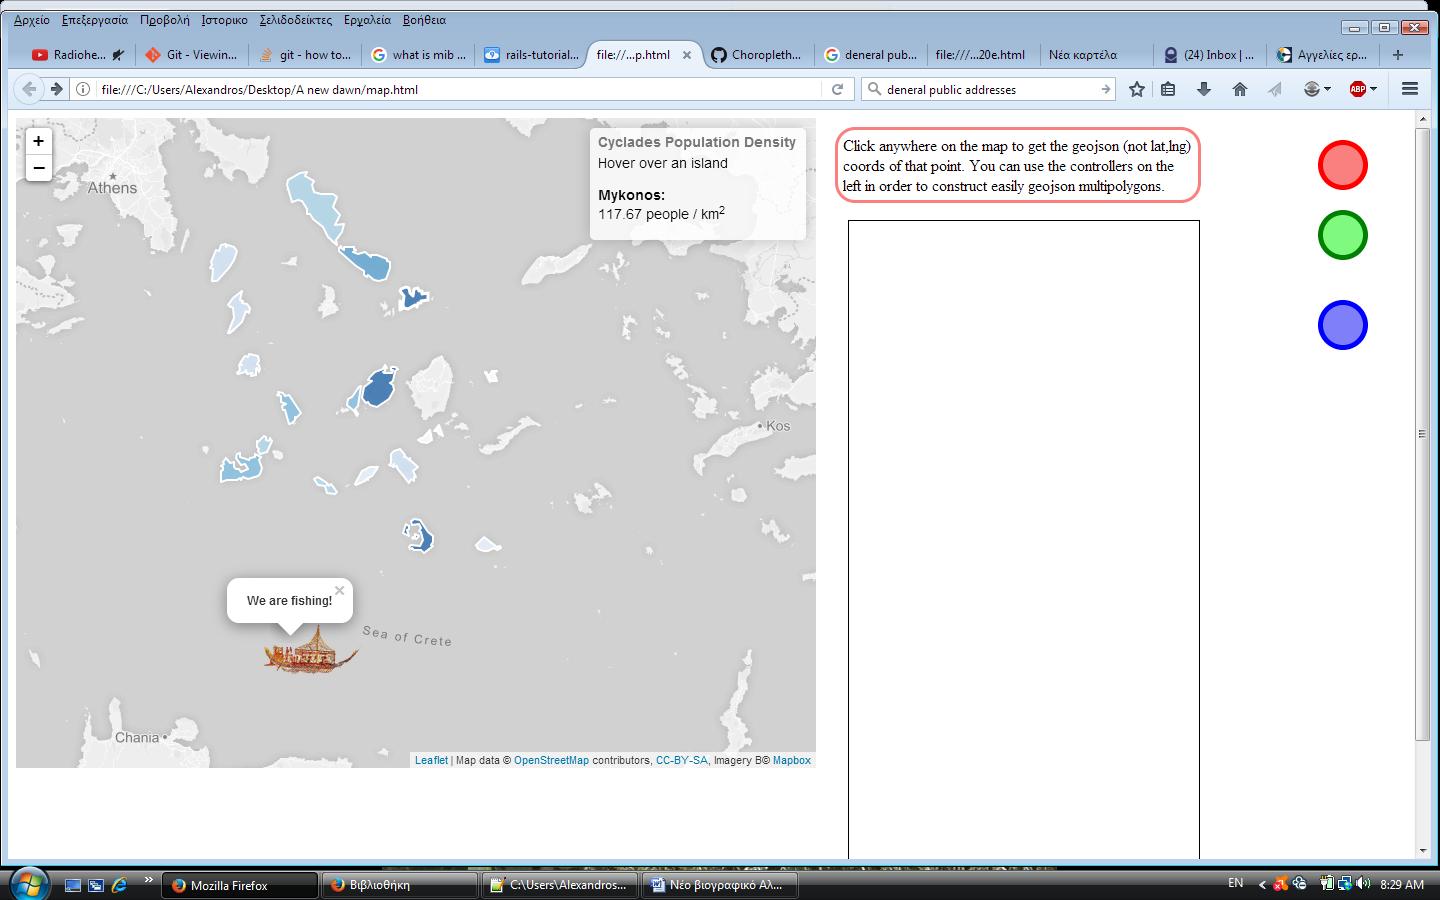 Αρχείο Επεξεργασία Προβολή Ιστορικο Σελιδοδείκτες Εργαλεία Βοήθεια
Radiohe... Git - Viewin... git - how to... what is mib ... rails-tutorial... file:///...p.html Choropleth... deneral pub... file:///...20e.html Νέα καρτέλα (24) Inbox | ... Αγγελίες ερ...
file:///C:/Users/Alexandros/Desktop/A new dawn/map.html
deneral public addresses
ABP
+
−
Athens
Cyclades Population Density
Hover over an island
Mykonos:
117.67 people / km2
Click anywhere on the map to get the geojson (not lat,lng)
coords of that point. You can use the controllers on the
left in order to construct easily geojson multipolygons.
Kos
We are fishing!
Sea of Crete
Chania
Leaflet | Map data © OpenStreetMap contributors, CC-BY-SA, Imagery В© Mapbox
Mozilla Firefox
Βιβλιοθήκη
C:\Users\Alexandros...
Νέο βιογραφικό Αλ...
EN
8:29 AM